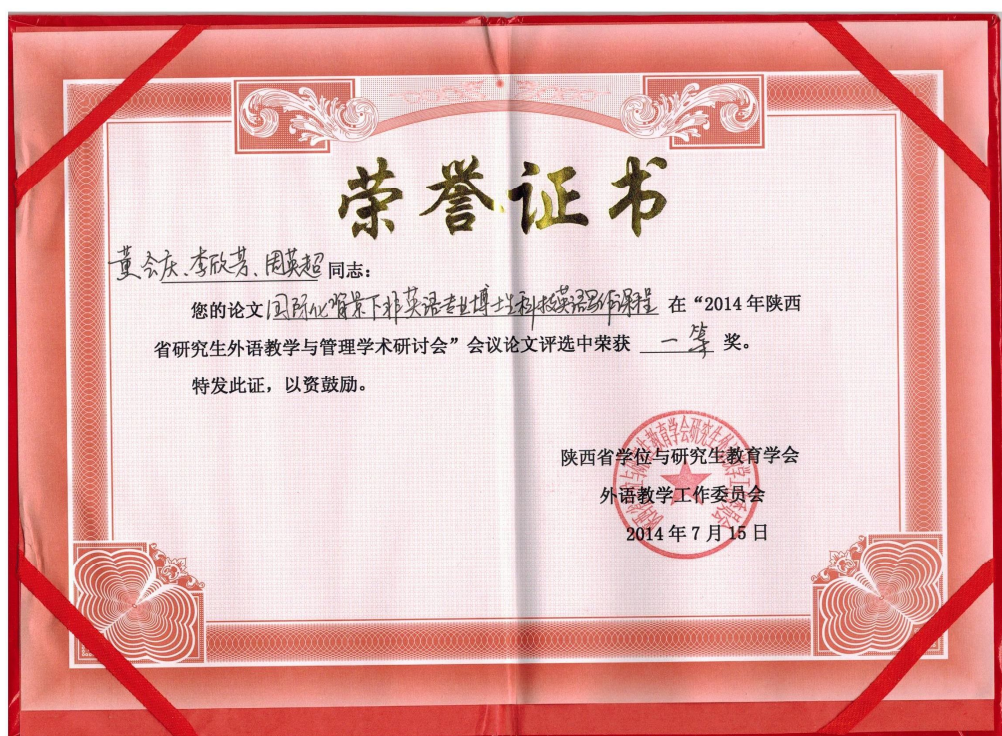 荣誉证书
董会庆、李欣芳、周英超 同志:
您的论文 国际化背景下非英语专业博士生科技英语写作课程 在“2014年陕西
省研究生外语教学与管理学术研讨会”会议论文评选中荣获 一等 奖。
特发此证,以资鼓励。
陕西省学位与研究生教育学会
外语教学工作委员会
2014年7月15日